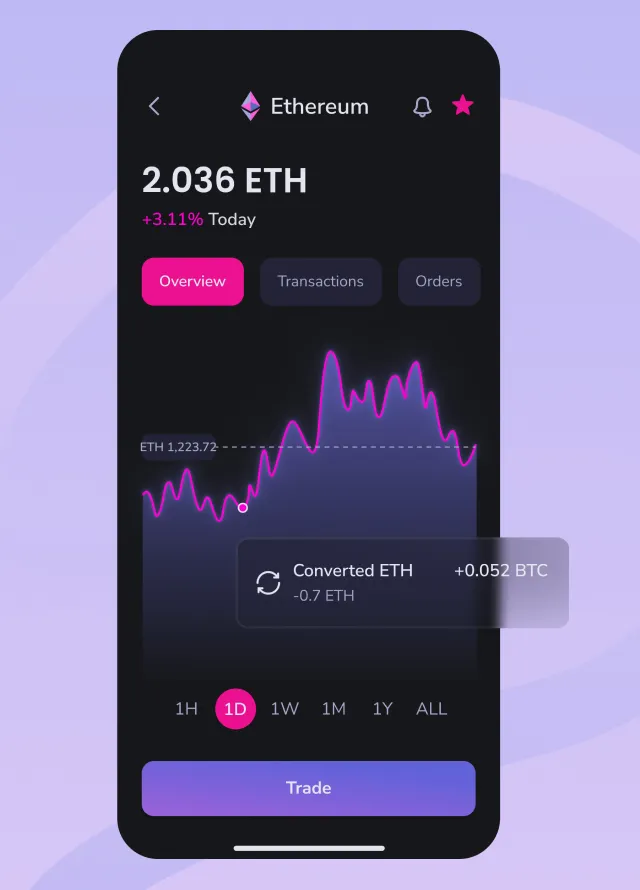 Ethereum
2.036 ETH
+3.11% Today
Overview Transactions Orders
ETH 1,223.72
Converted ETH +0.052 BTC
-0.7 ETH
1H 1D 1W 1M 1Y ALL
Trade